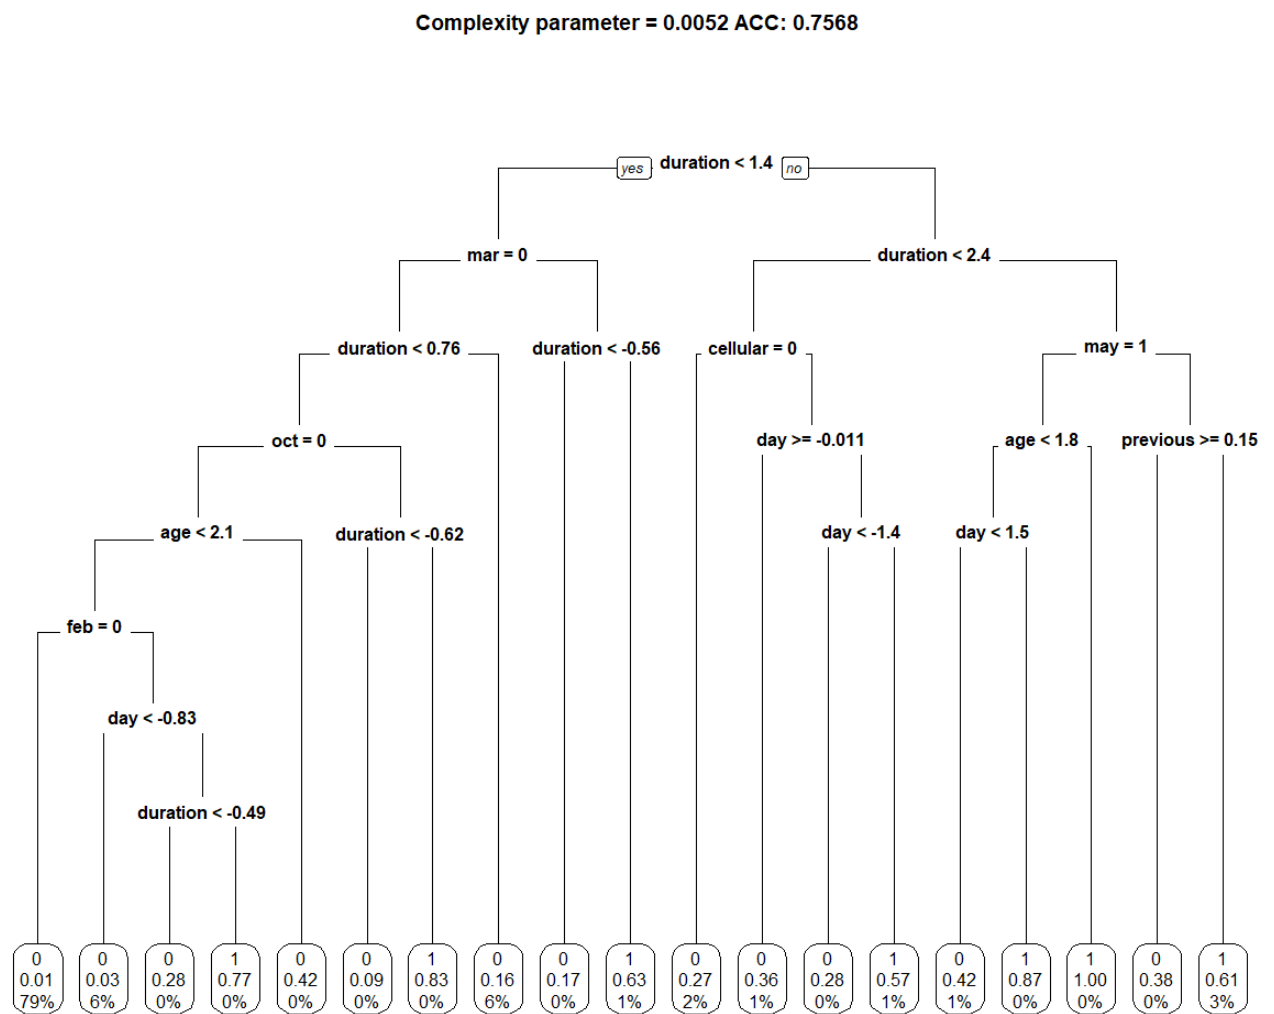 Complexity parameter = 0.0052 ACC: 0.7568
yes duration < 1.4 no
mar = 0 duration < 2.4
duration < 0.76 duration < -0.56 cellular = 0 may = 1
oct = 0 day >= -0.011 age < 1.8 previous >= 0.15
age < 2.1 duration < -0.62 day < -1.4 day < 1.5
feb = 0
day < -0.83
duration < -0.49
0 0 0 1 0 0 1 0 0 1 0 0 0 1 0 1 1 0 1
0.01 0.03 0.28 0.77 0.42 0.09 0.83 0.16 0.17 0.63 0.27 0.36 0.28 0.57 0.42 0.87 1.00 0.38 0.61
79% 6% 0% 0% 0% 0% 0% 6% 0% 1% 2% 1% 0% 1% 1% 0% 0% 0% 3%